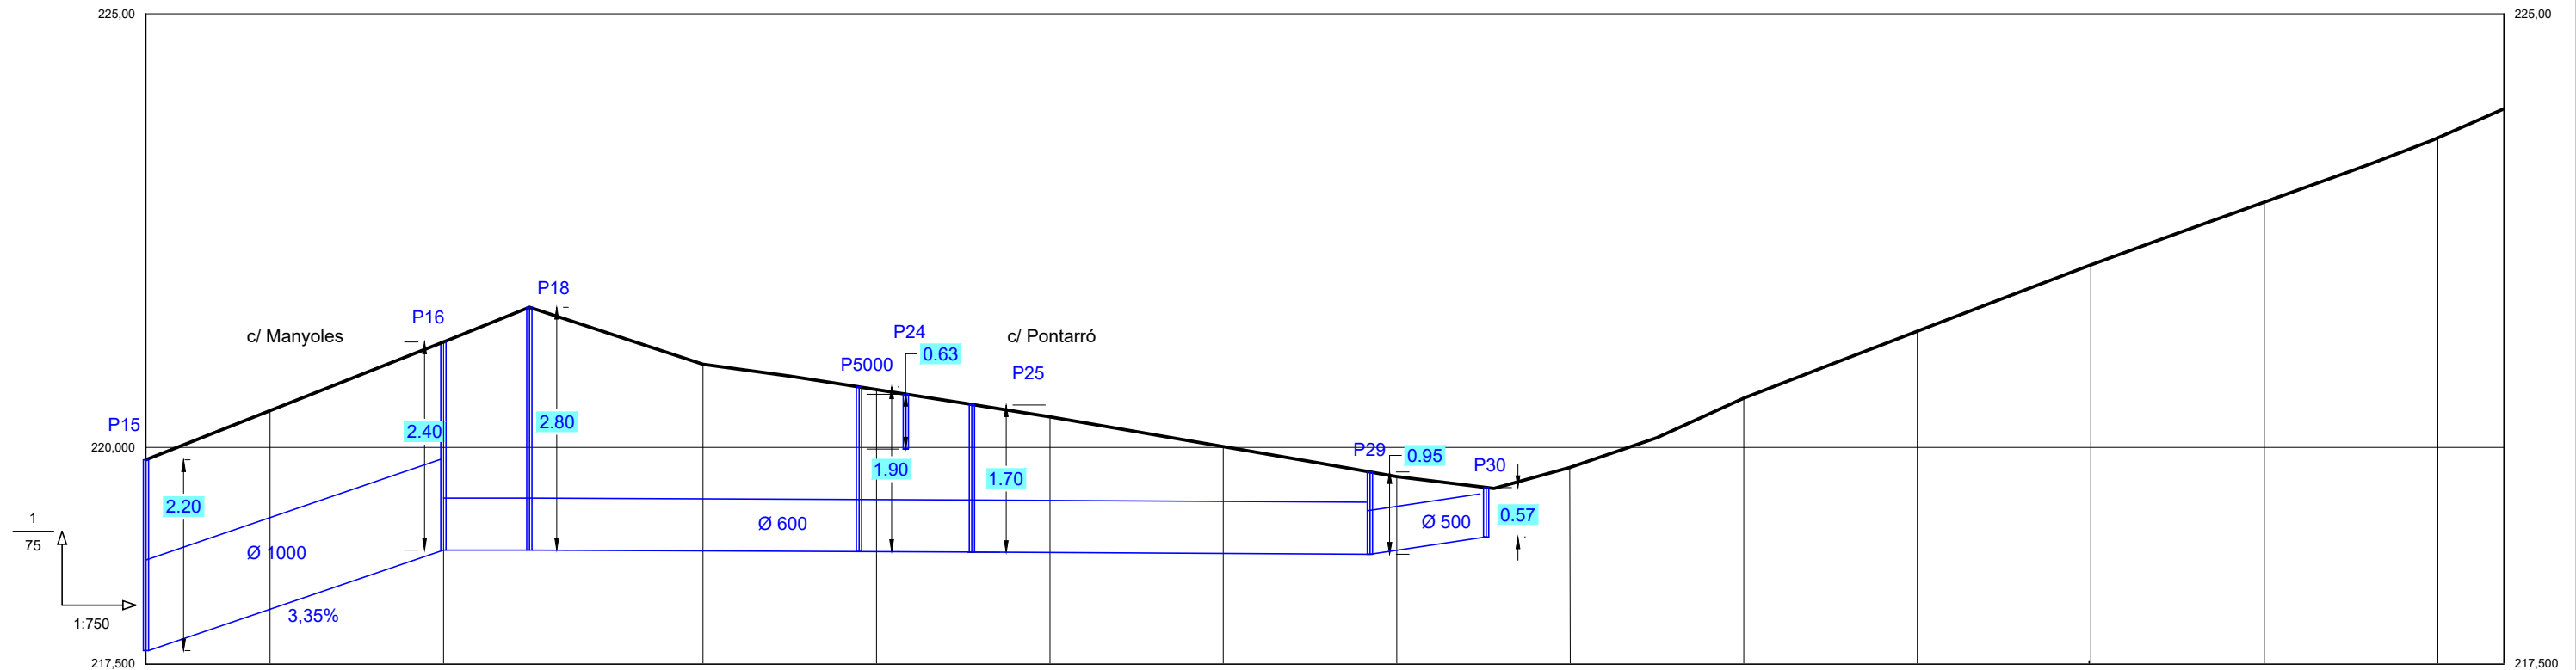 225,00
225,00
P18
P16
c/ Manyoles
P24
c/ Pontarró
0.63
P5000
P25
P15
2.40
2.80
220,000
P29
0.95
P30
1.90
1.70
2.20
1
75
Ø 600
Ø 500
0.57
Ø 1000
3,35%
1:750
217,500
217,500